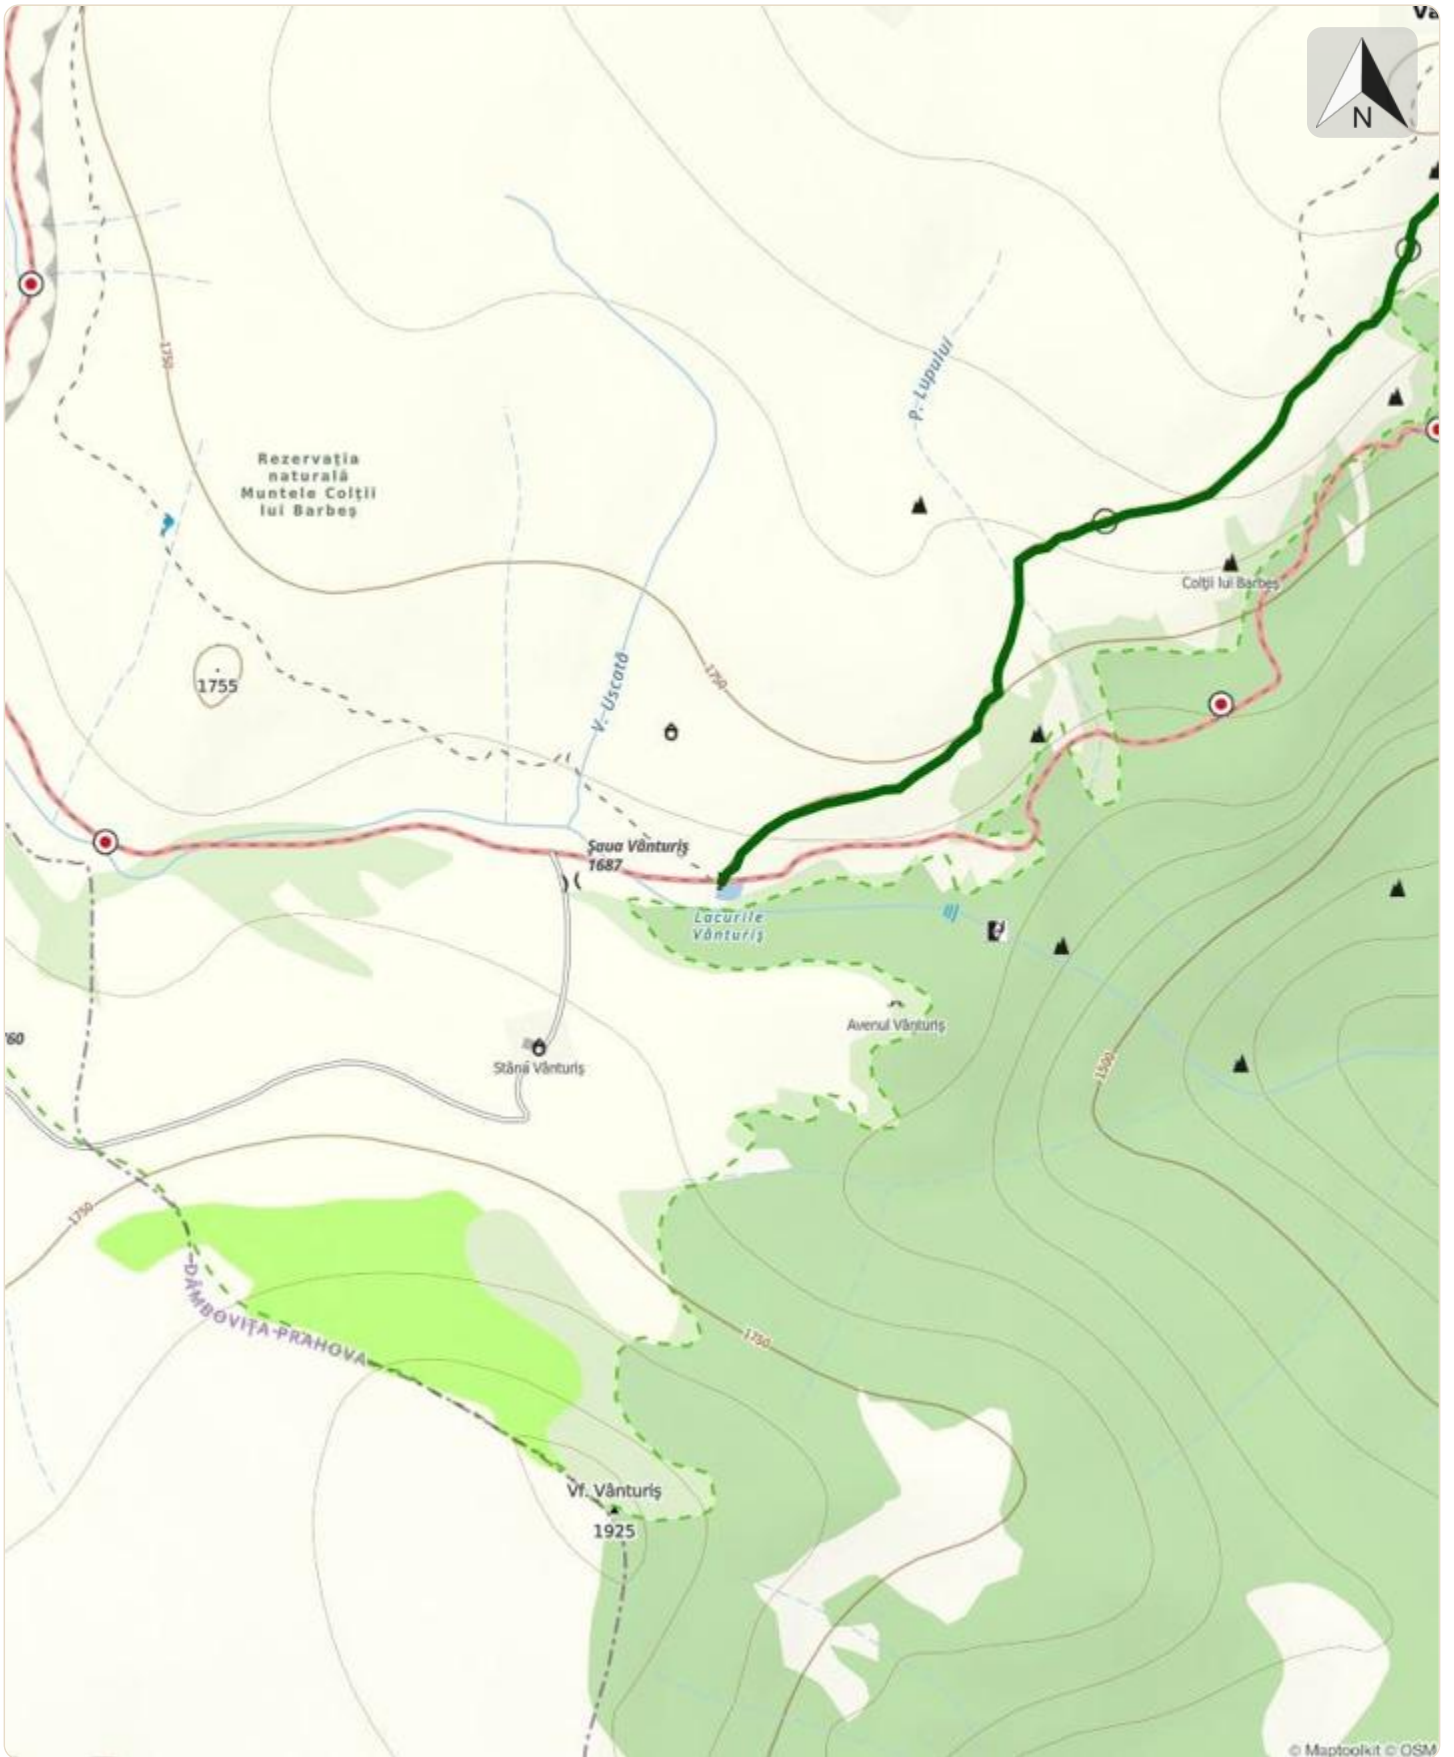 Va
N
1750
P. Lupului
Rezervația
naturală
Muntele Colții
lui Barbeș
Colții lui Barbeș
V. Uscată
1750
1755
Șaua Vânturiș
1687
Lacurile
Vânturiș
Avenul Vânturiș
Stâna Vânturiș
1500
1750
DÂMBOVIȚA
PRAHOVA
1750
Vf. Vânturiș
1925
© Maptoolkit © OSM